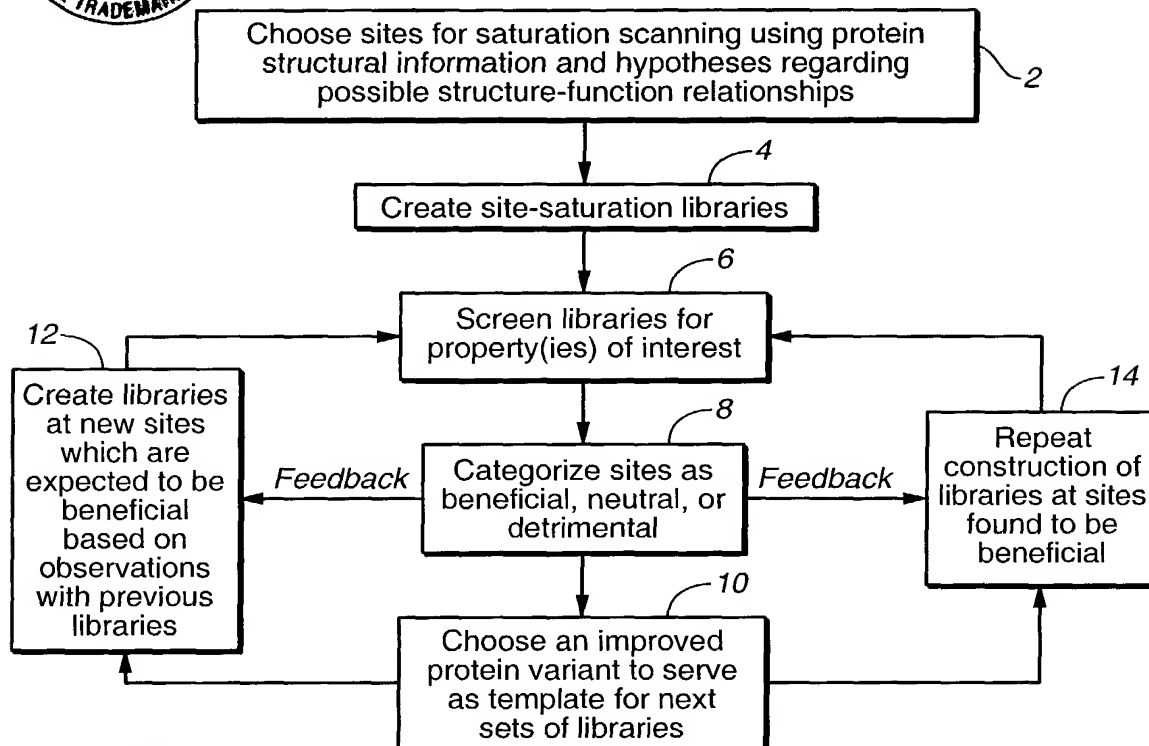 TRADEMA
Choose sites for saturation scanning using protein
structural information and hypotheses regarding
possible structure-function relationships
2
4
Create site-saturation libraries
6
Screen libraries for
property(ies) of interest
12
Create libraries
at new sites
which are
expected to be
beneficial
based on
observations
with previous
libraries
Feedback
8
Categorize sites as
beneficial, neutral, or
detrimental
Feedback
14
Repeat
construction of
libraries at sites
found to be
beneficial
10
Choose an improved
protein variant to serve
as template for next
sets of libraries